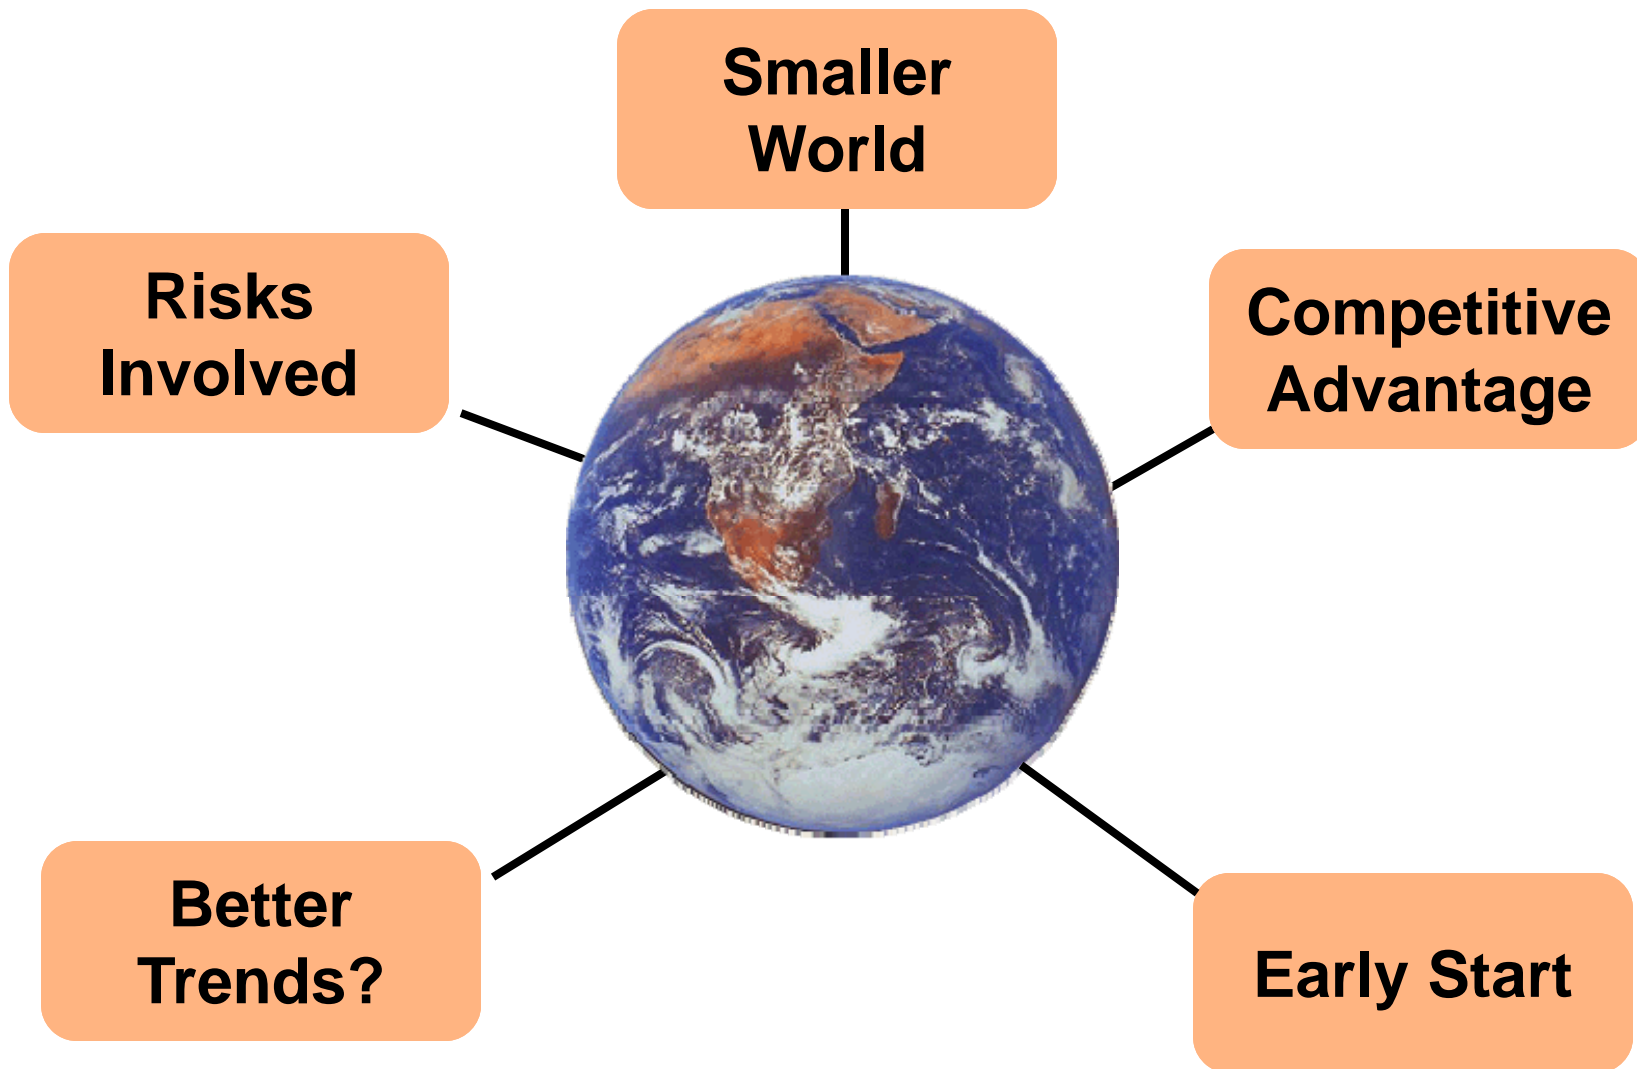 Smaller
World
Risks
Involved
Competitive
Advantage
Better
Trends?
Early Start